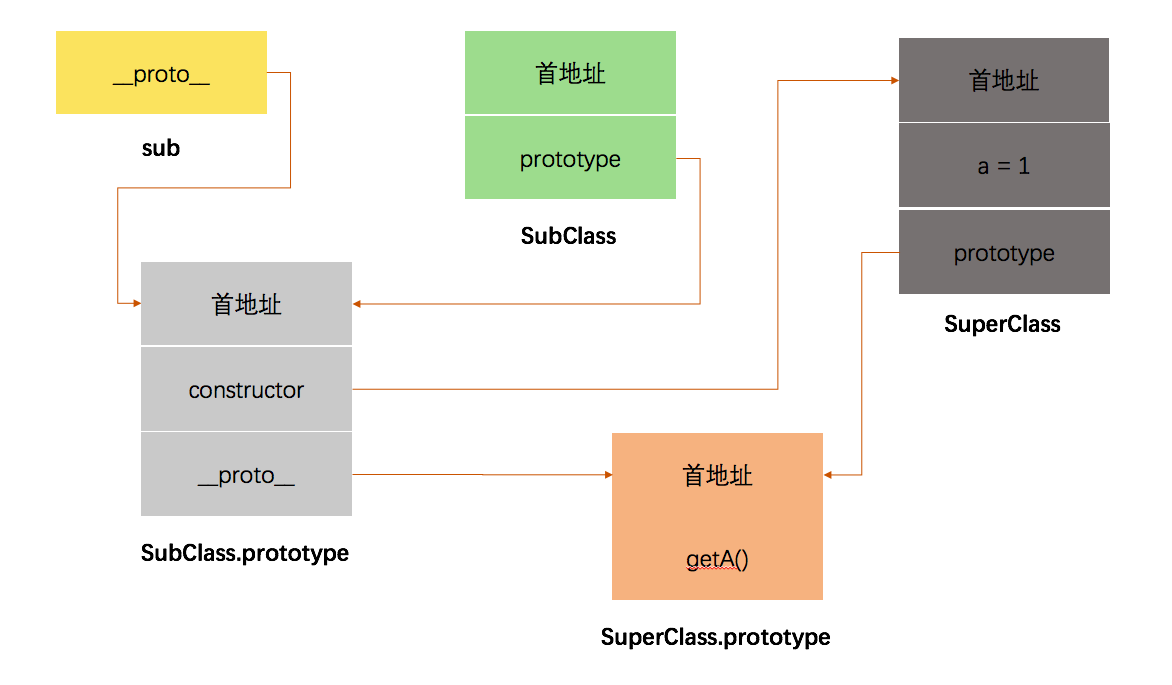 __proto__
sub
首地址
prototype
SubClass
首地址
a = 1
prototype
SuperClass
首地址
constructor
__proto__
SubClass.prototype
首地址
getA()
SuperClass.prototype